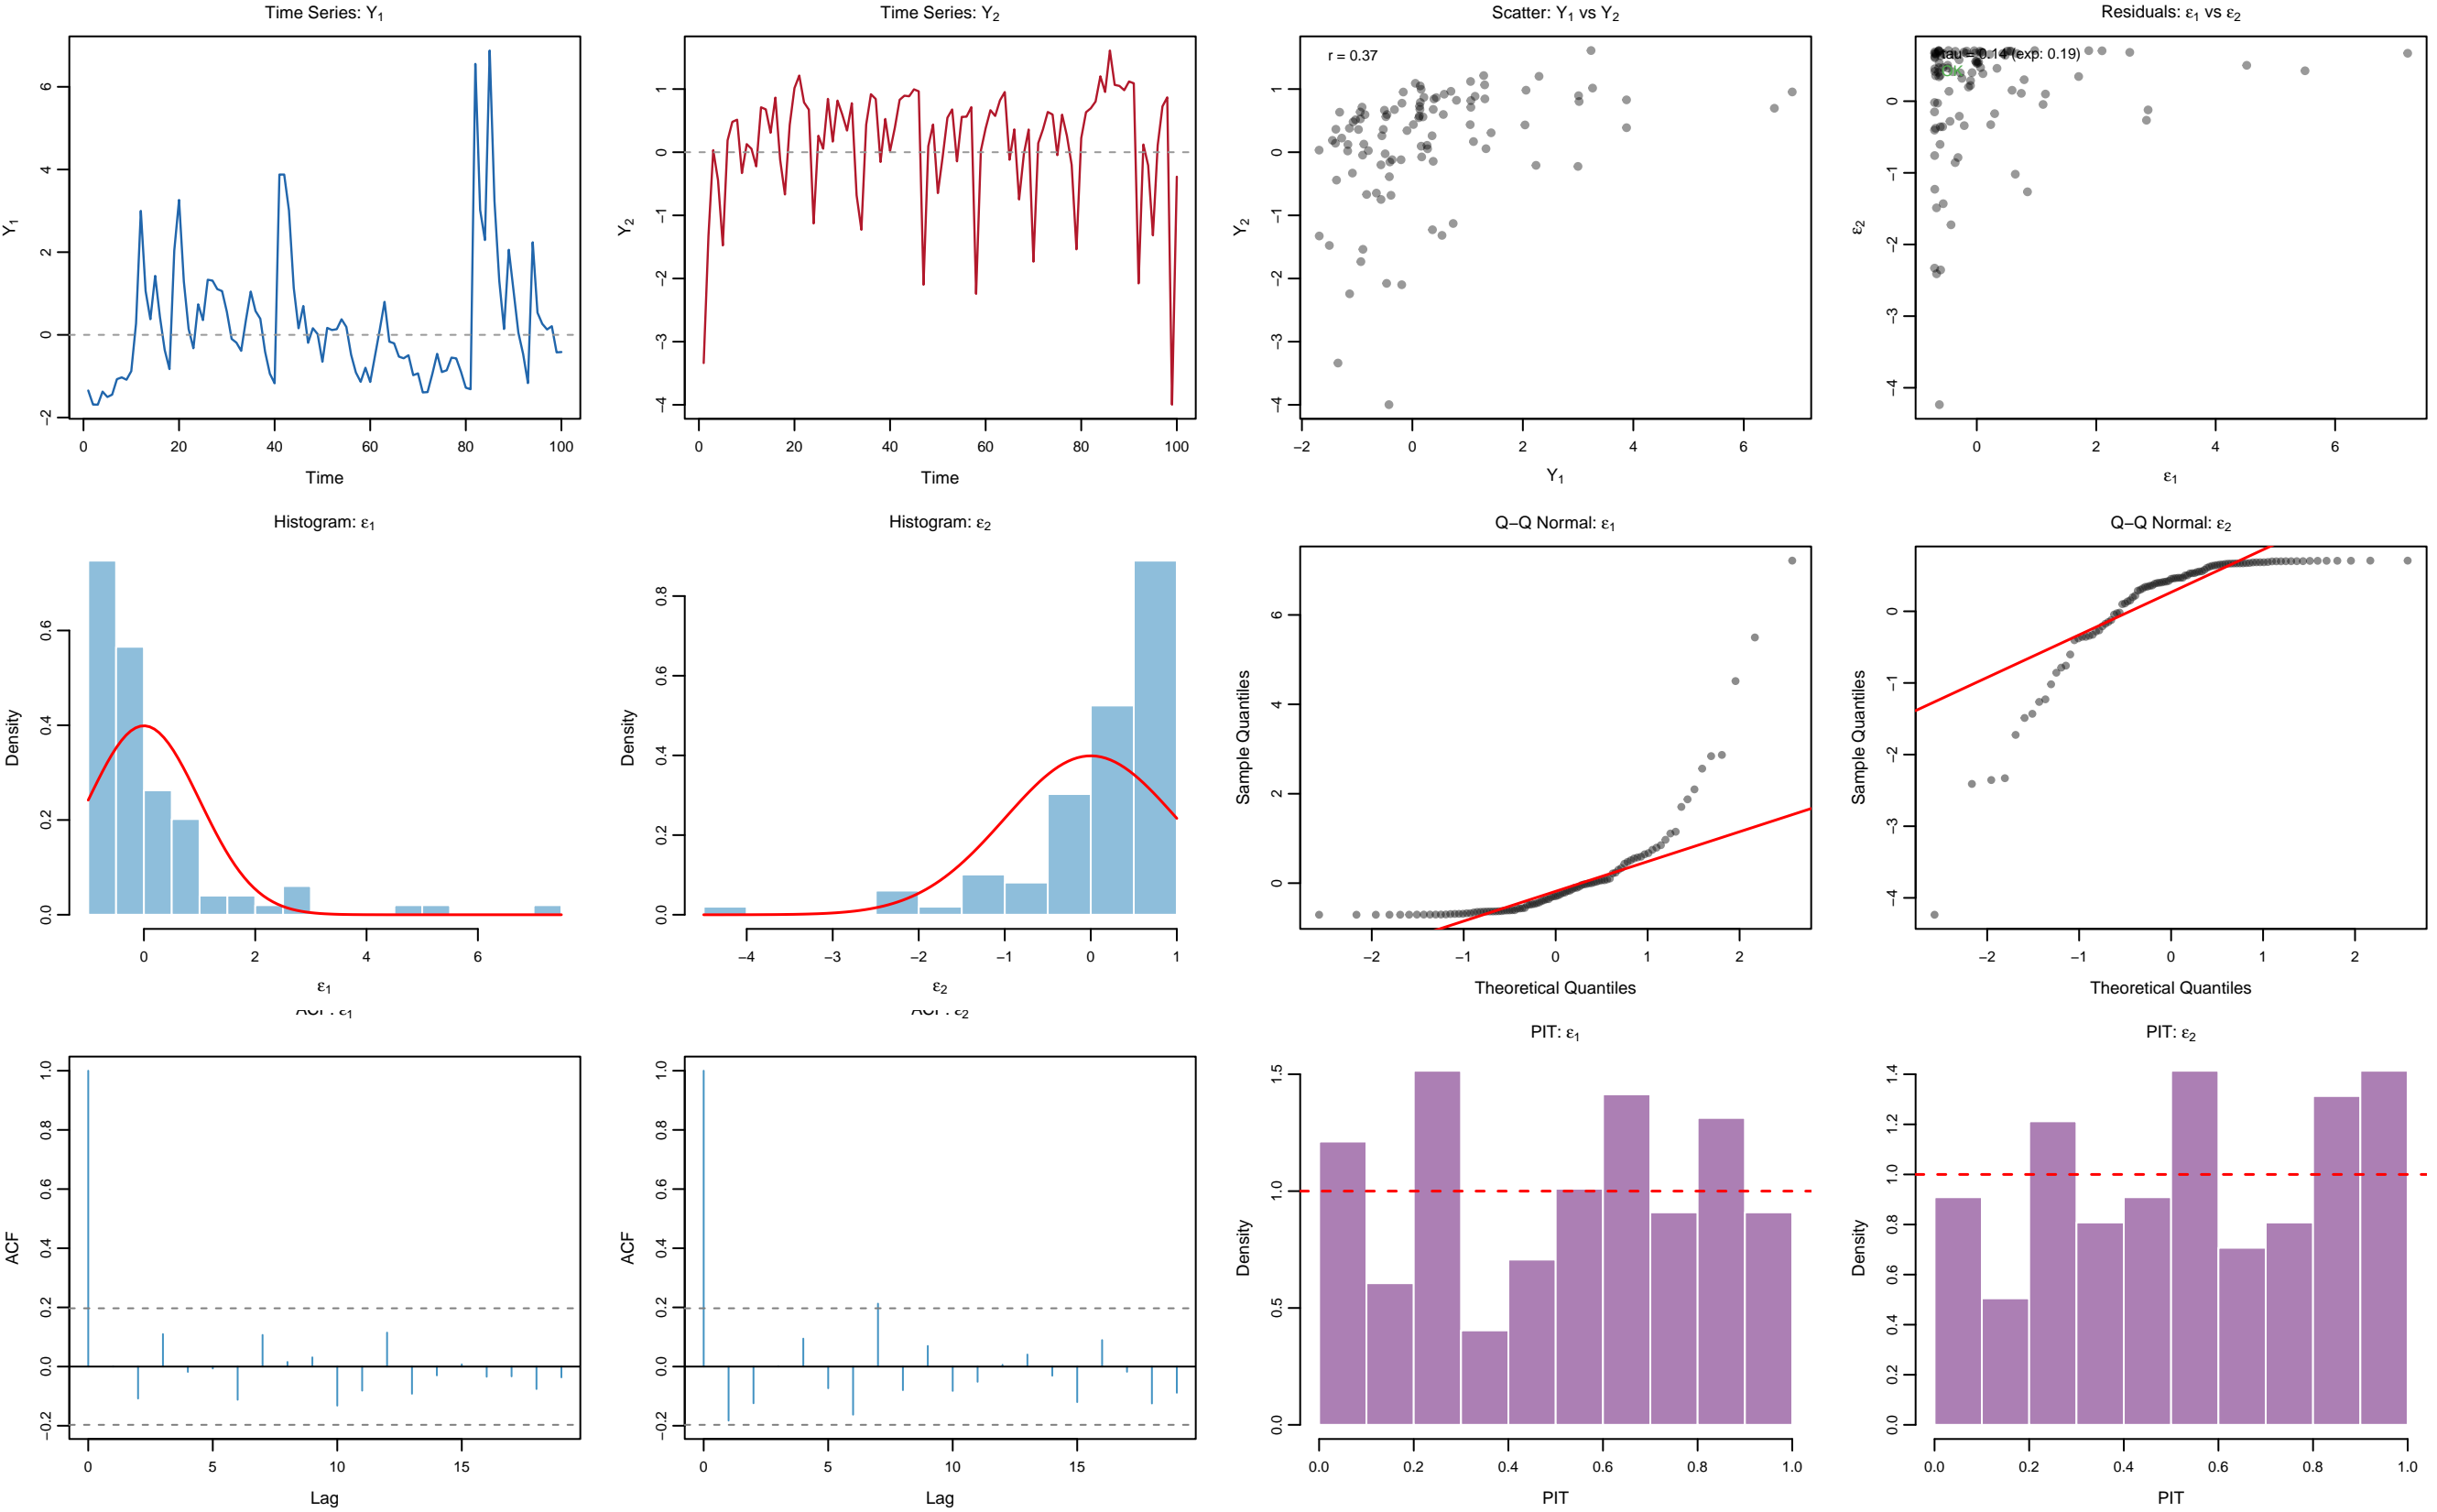 Time Series: Y1
6
4
2
0
−2
Y1
0 20 40 60 80 100
Time
Time Series: Y2
1
0
−1
−2
−3
−4
Y2
0 20 40 60 80 100
Time
Scatter: Y1 vs Y2
r = 0.37
1
0
−1
−2
−3
−4
Y2
−2 0 2 4 6
Y1
Residuals: ε1 vs ε2
= 0.14 (exp: 0.19)
0
−1
−2
−3
−4
ε2
0 2 4 6
ε1
Histogram: ε1
0.6
0.4
0.2
0.0
Density
0 2 4 6
ε1
Histogram: ε2
0.8
0.6
0.4
0.2
0.0
Density
−4 −3 −2 −1 0 1
ε2
Q−Q Normal: ε1
6
4
2
0
Sample Quantiles
−2 −1 0 1 2
Theoretical Quantiles
Q−Q Normal: ε2
0
−1
−2
−3
−4
Sample Quantiles
−2 −1 0 1 2
Theoretical Quantiles
ACF: ε1
1.0
0.8
0.6
0.4
0.2
0.0
−0.2
ACF
0 5 10 15
Lag
ACF: ε2
1.0
0.8
0.6
0.4
0.2
0.0
−0.2
ACF
0 5 10 15
Lag
PIT: ε1
1.5
1.0
0.5
0.0
Density
0.0 0.2 0.4 0.6 0.8 1.0
PIT
PIT: ε2
1.4
1.2
1.0
0.8
0.6
0.4
0.2
0.0
Density
0.0 0.2 0.4 0.6 0.8 1.0
PIT